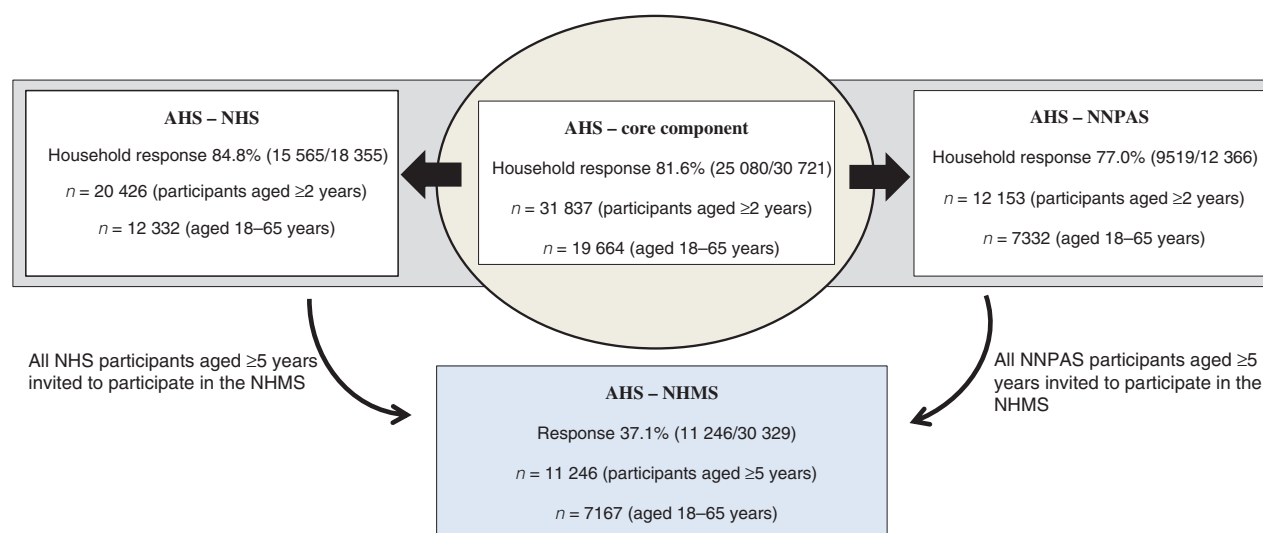 AHS – NHS
Household response 84.8% (15 565/18 355)
n = 20 426 (participants aged ≥2 years)
n = 12 332 (aged 18–65 years)
AHS – core component
Household response 81.6% (25 080/30 721)
n = 31 837 (participants aged ≥2 years)
n = 19 664 (aged 18–65 years)
AHS – NNPAS
Household response 77.0% (9519/12 366)
n = 12 153 (participants aged ≥2 years)
n = 7332 (aged 18–65 years)
All NHS participants aged ≥5 years
invited to participate in the NHMS
All NNPAS participants aged ≥5
years invited to participate in the
NHMS
AHS – NHMS
Response 37.1% (11 246/30 329)
n = 11 246 (participants aged ≥5 years)
n = 7167 (aged 18–65 years)